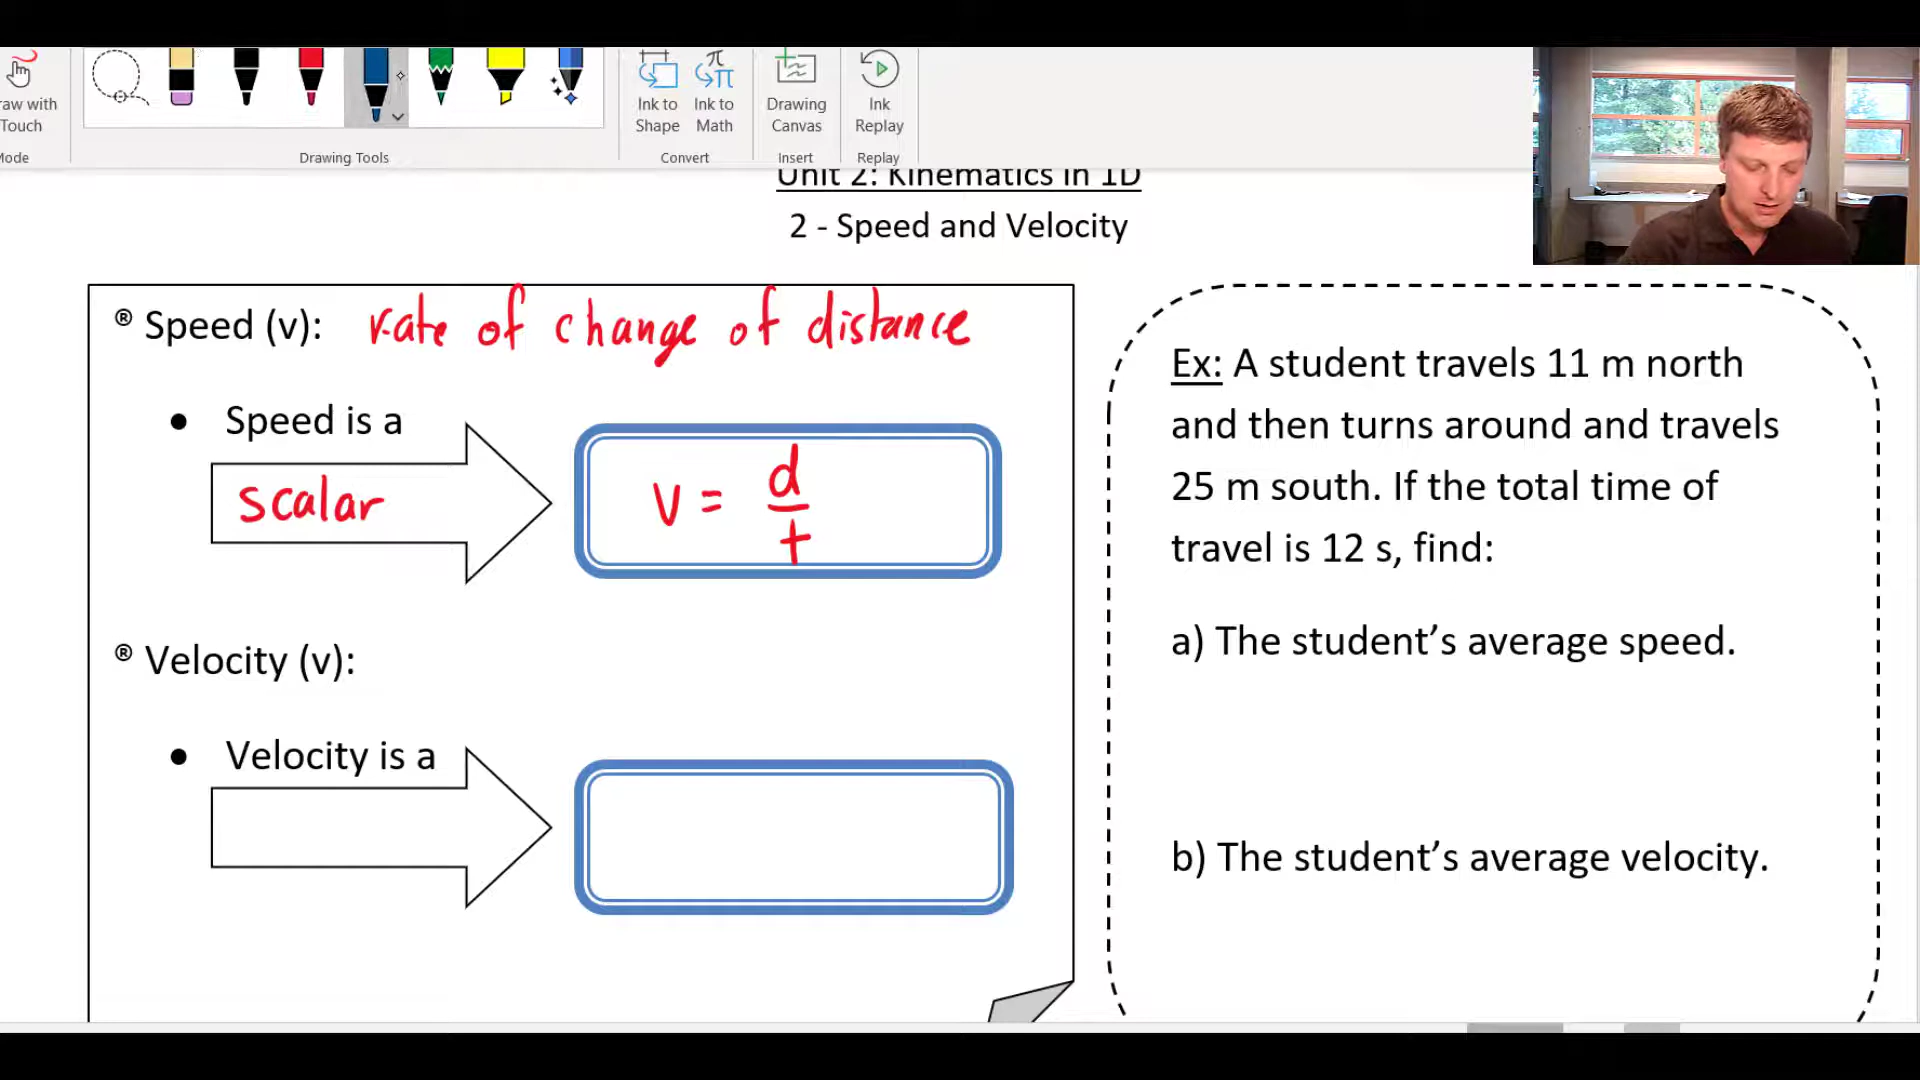 raw with
Touch
Mode
Drawing Tools
Ink to
Shape
Ink to
Math
Convert
Drawing
Canvas
Insert
Ink
Replay
Replay
Unit 2: Kinematics in 1D
2 - Speed and Velocity
® Speed (v): rate of change of distance
• Speed is a
scalar
v = d/t
® Velocity (v):
• Velocity is a
Ex: A student travels 11 m north
and then turns around and travels
25 m south. If the total time of
travel is 12 s, find:
a) The student’s average speed.
b) The student’s average velocity.